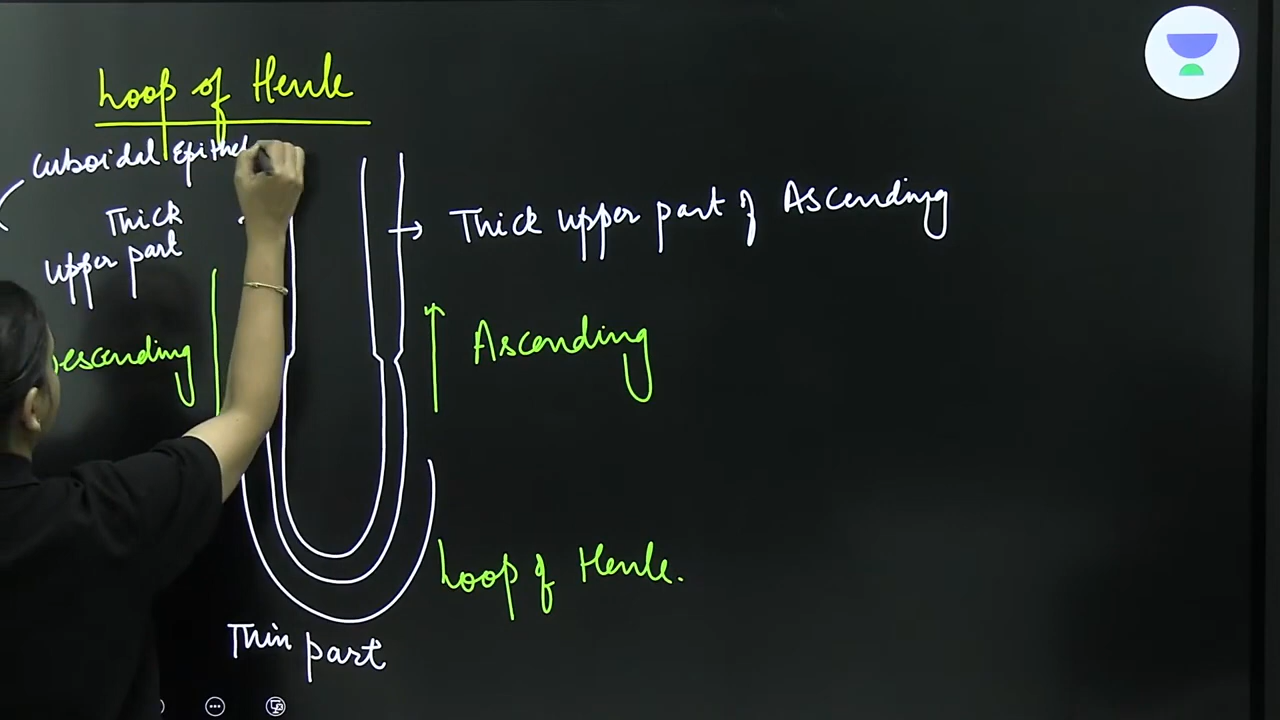 Loop of Henle
Cuboidal Epithel
Thick
upper part
Thick upper part of Ascending
Descending
Ascending
Loop of Henle.
Thin part